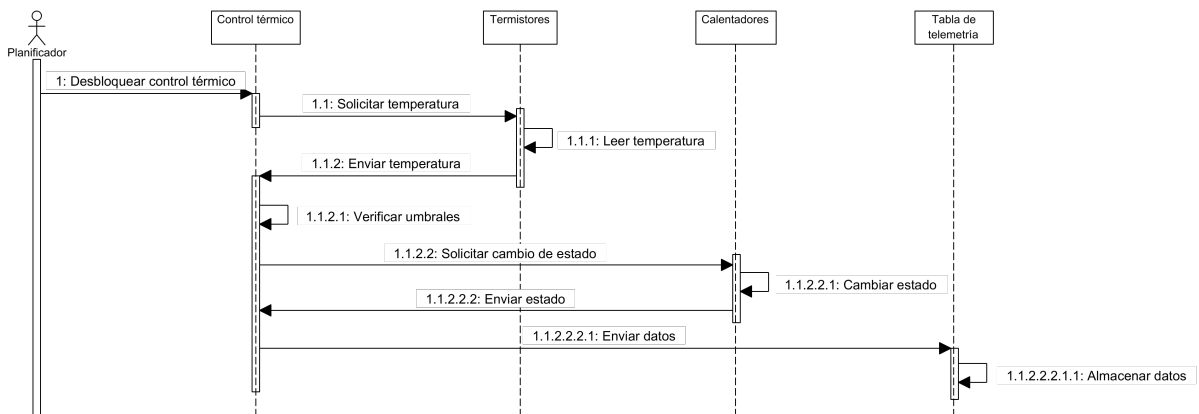 Planificador
Control térmico
Termistores
Calentadores
Tabla de
telemetría
1: Desbloquear control térmico
1.1: Solicitar temperatura
1.1.1: Leer temperatura
1.1.2: Enviar temperatura
1.1.2.1: Verificar umbrales
1.1.2.2: Solicitar cambio de estado
1.1.2.2.1: Cambiar estado
1.1.2.2.2: Enviar estado
1.1.2.2.2.1: Enviar datos
1.1.2.2.2.1.1: Almacenar datos